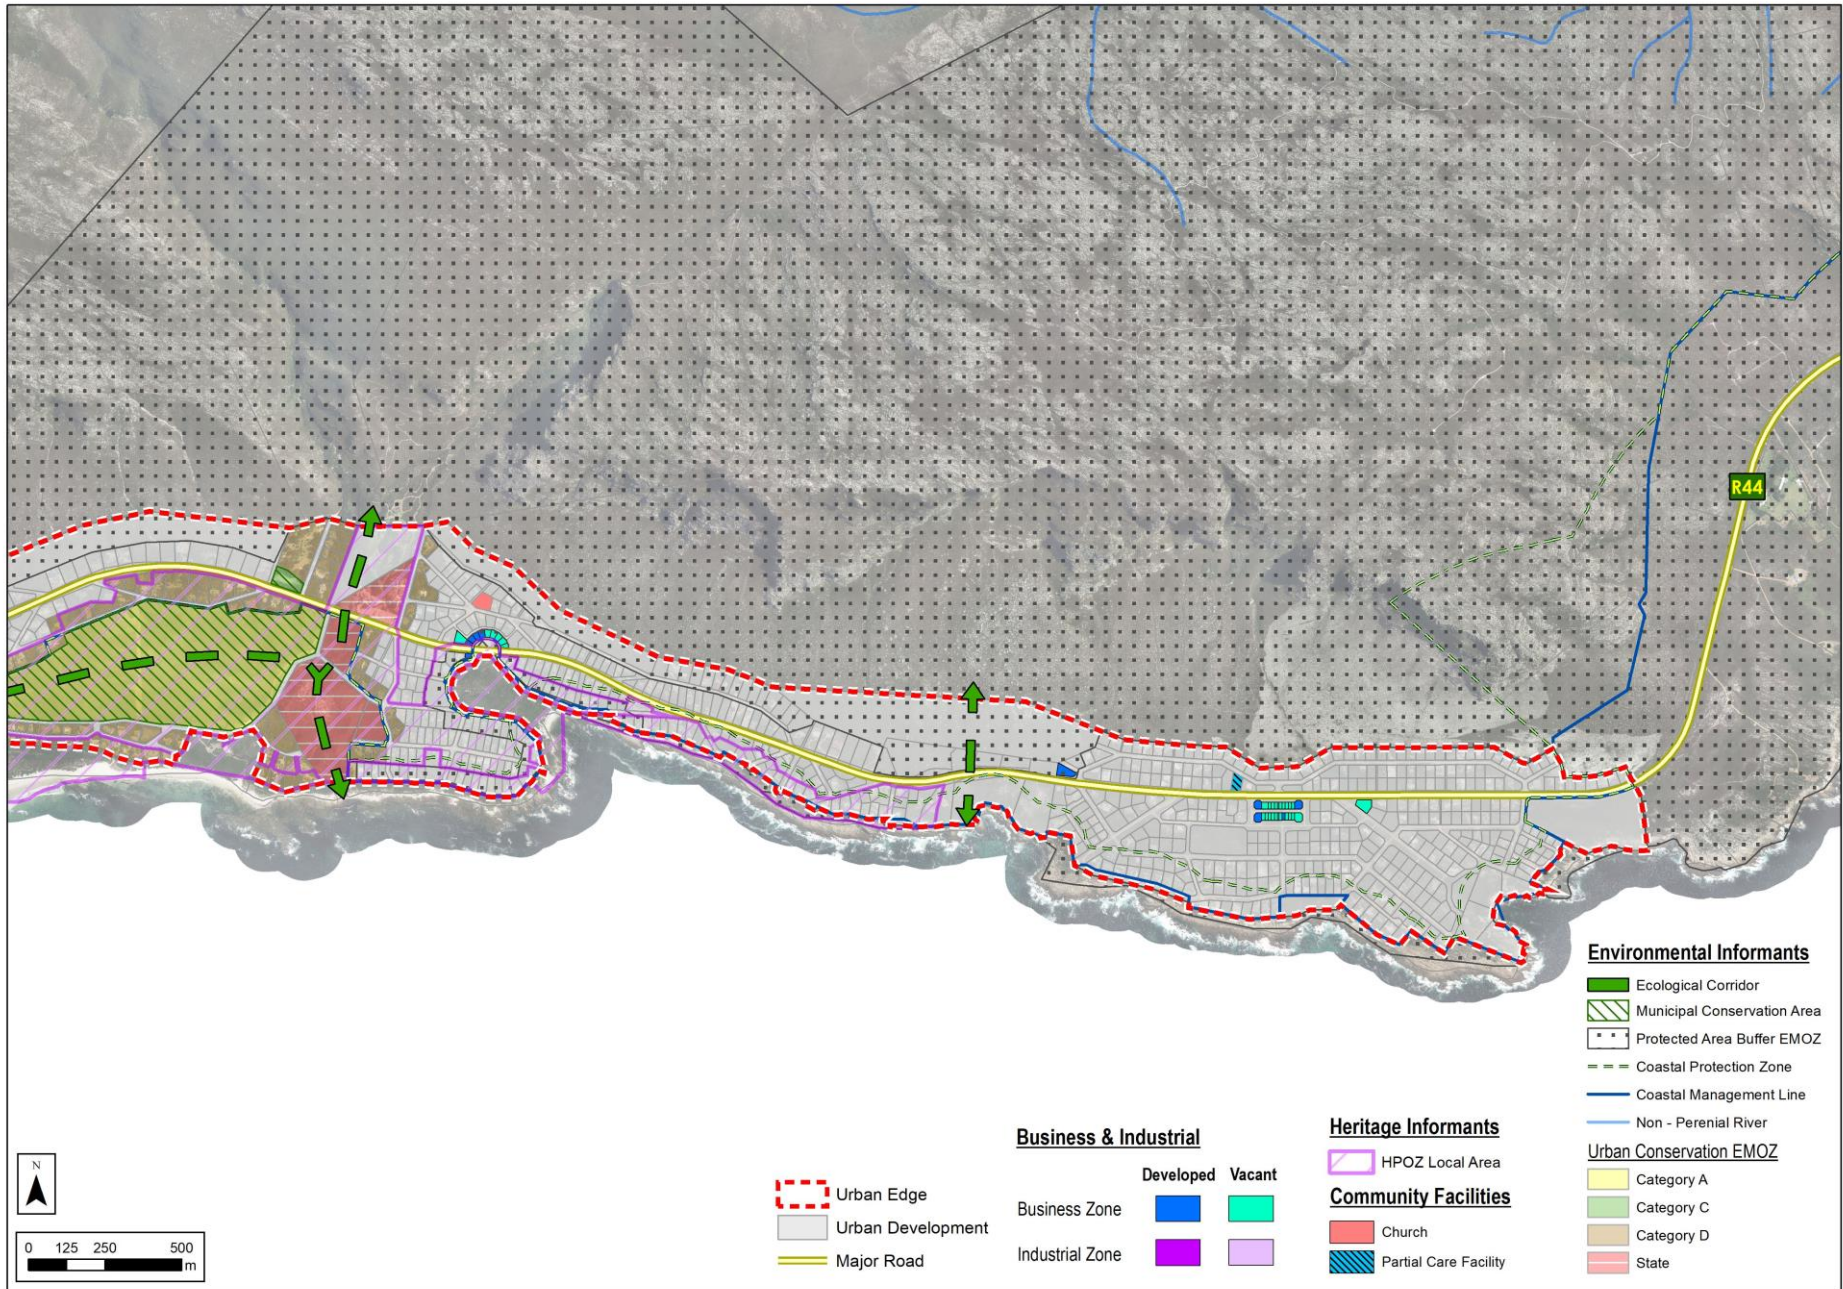 R44
N
0 125 250 500
m
Urban Edge
Urban Development
Major Road
Business & Industrial
Developed Vacant
Business Zone
Industrial Zone
Heritage Informants
HPOZ Local Area
Community Facilities
Church
Partial Care Facility
Environmental Informants
Ecological Corridor
Municipal Conservation Area
Protected Area Buffer EMOZ
Coastal Protection Zone
Coastal Management Line
Non - Perenial River
Urban Conservation EMOZ
Category A
Category C
Category D
State